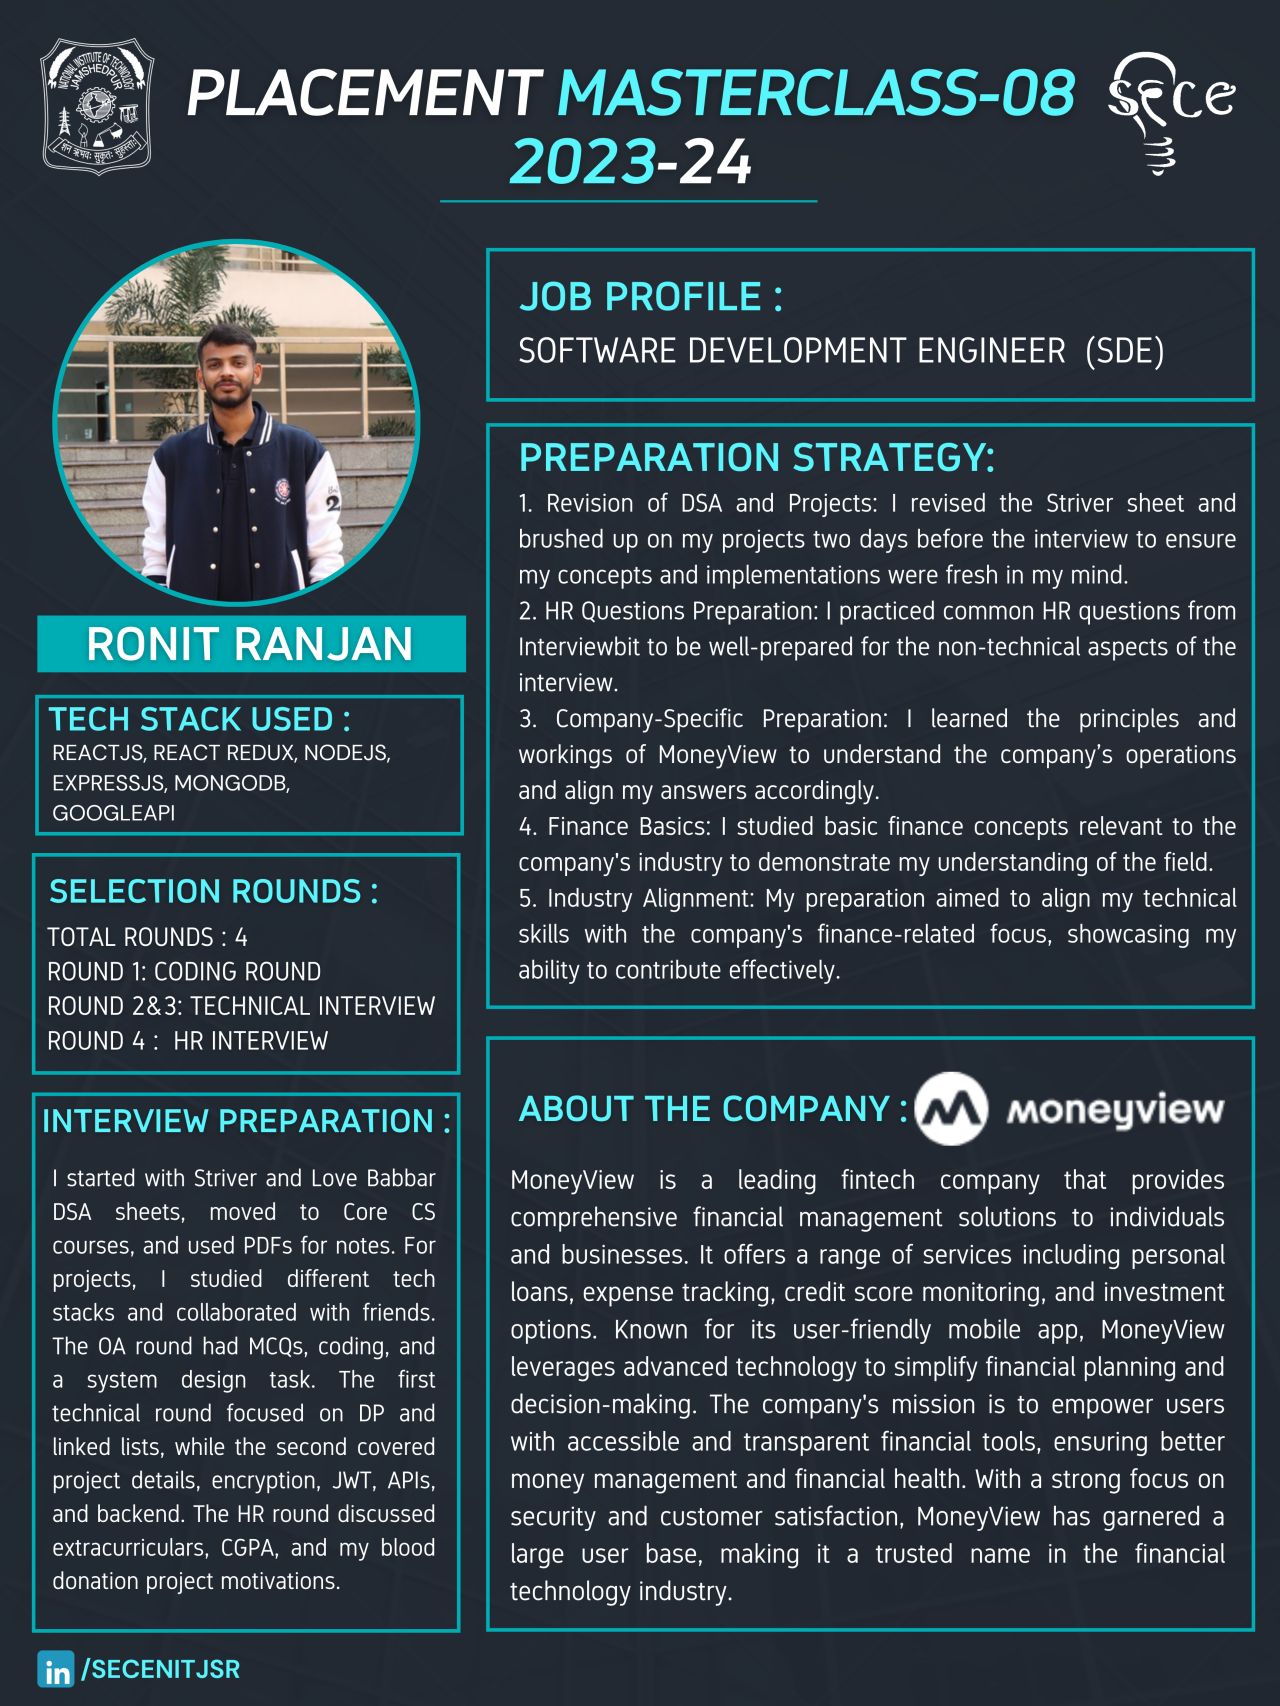 NATIONAL INSTITUTE OF TECHNOLOGY
JAMSHEDPUR
PLACEMENT MASTERCLASS-08
2023-24
sece
JOB PROFILE :
SOFTWARE DEVELOPMENT ENGINEER (SDE)
PREPARATION STRATEGY:
1. Revision of DSA and Projects: I revised the Striver sheet and
brushed up on my projects two days before the interview to ensure
my concepts and implementations were fresh in my mind.
2. HR Questions Preparation: I practiced common HR questions from
Interviewbit to be well-prepared for the non-technical aspects of the
interview.
3. Company-Specific Preparation: I learned the principles and
workings of MoneyView to understand the company’s operations
and align my answers accordingly.
4. Finance Basics: I studied basic finance concepts relevant to the
company's industry to demonstrate my understanding of the field.
5. Industry Alignment: My preparation aimed to align my technical
skills with the company's finance-related focus, showcasing my
ability to contribute effectively.
2
RONIT RANJAN
TECH STACK USED :
REACTJS, REACT REDUX, NODEJS,
EXPRESSJS, MONGODB,
GOOGLEAPI
SELECTION ROUNDS :
TOTAL ROUNDS : 4
ROUND 1: CODING ROUND
ROUND 2&3: TECHNICAL INTERVIEW
ROUND 4 : HR INTERVIEW
INTERVIEW PREPARATION :
I started with Striver and Love Babbar
DSA sheets, moved to Core CS
courses, and used PDFs for notes. For
projects, I studied different tech
stacks and collaborated with friends.
The OA round had MCQs, coding, and
a system design task. The first
technical round focused on DP and
linked lists, while the second covered
project details, encryption, JWT, APIs,
and backend. The HR round discussed
extracurriculars, CGPA, and my blood
donation project motivations.
ABOUT THE COMPANY : moneyview
MoneyView is a leading fintech company that provides
comprehensive financial management solutions to individuals
and businesses. It offers a range of services including personal
loans, expense tracking, credit score monitoring, and investment
options. Known for its user-friendly mobile app, MoneyView
leverages advanced technology to simplify financial planning and
decision-making. The company's mission is to empower users
with accessible and transparent financial tools, ensuring better
money management and financial health. With a strong focus on
security and customer satisfaction, MoneyView has garnered a
large user base, making it a trusted name in the financial
technology industry.
in /SECENITJSR